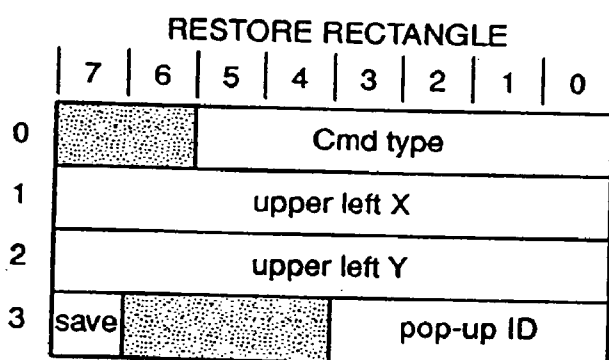 RESTORE RECTANGLE
7 6 5 4 3 2 1 0
0 Cmd type
1 upper left X
2 upper left Y
3 save pop-up ID